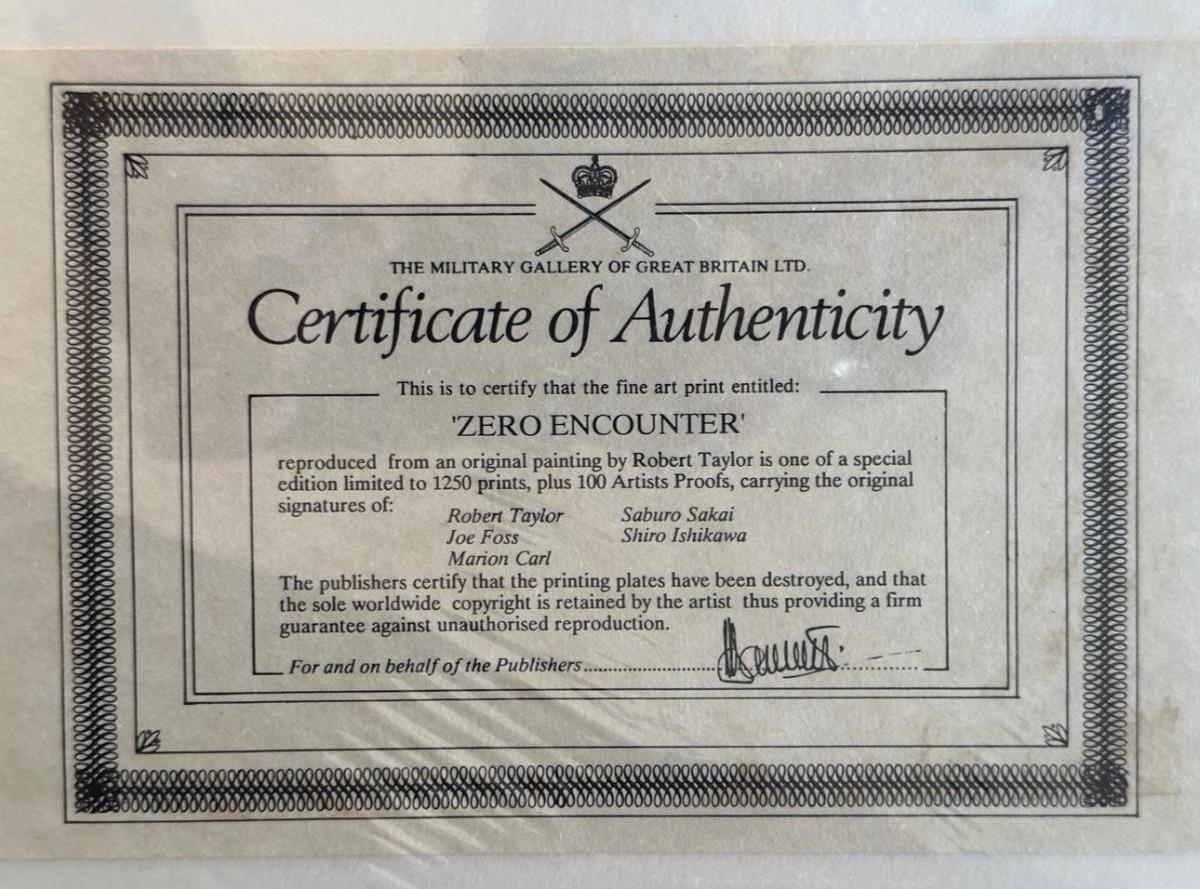 THE MILITARY GALLERY OF GREAT BRITAIN LTD.
Certificate of Authenticity
This is to certify that the fine art print entitled:
'ZERO ENCOUNTER'
reproduced from an original painting by Robert Taylor is one of a special
edition limited to 1250 prints, plus 100 Artists Proofs, carrying the original
signatures of:
Robert Taylor
Joe Foss
Marion Carl
Saburo Sakai
Shiro Ishikawa
The publishers certify that the printing plates have been destroyed, and that
the sole worldwide copyright is retained by the artist thus providing a firm
guarantee against unauthorised reproduction.
For and on behalf of the Publishers